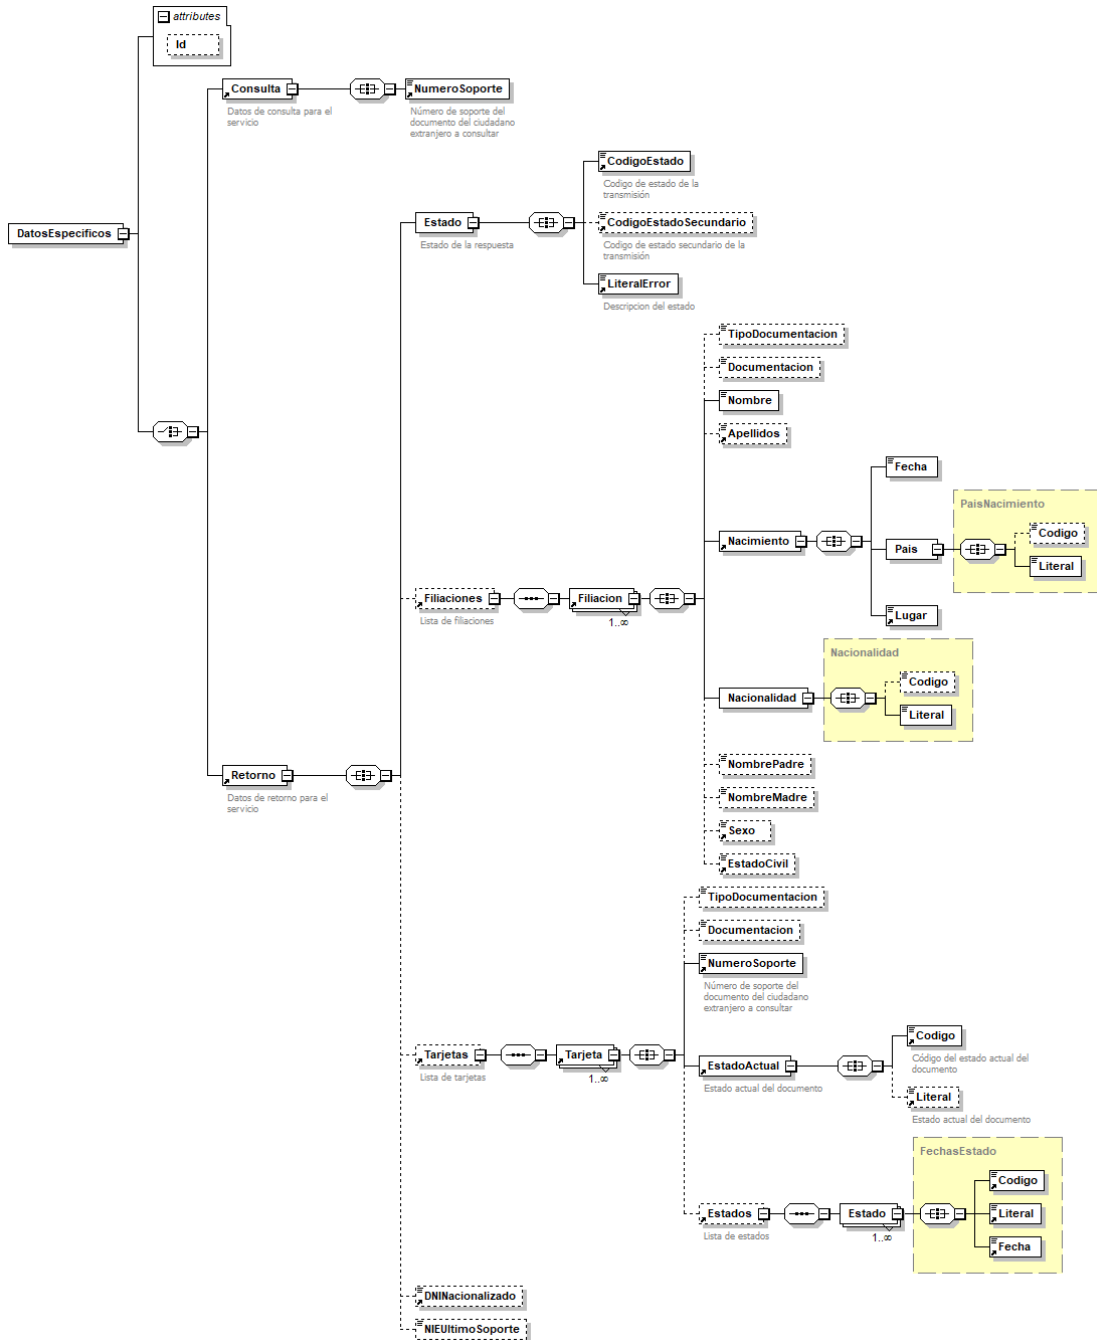 attributes
Id
Consulta
Datos de consulta para el
servicio
NumeroSoporte
Número de soporte del
documento del ciudadano
extranjero a consultar
DatosEspecificos
Estado
Estado de la respuesta
CodigoEstado
Codigo de estado de la
transmisión
CodigoEstadoSecundario
Codigo de estado secundario de la
transmisión
LiteralError
Descripcion del estado
Filiaciones
Lista de filiaciones
Filiacion
1..∞
TipoDocumentacion
Documentacion
Nombre
Apellidos
Nacimiento
Fecha
Pais
PaisNacimiento
Codigo
Literal
Lugar
Nacionalidad
Nacionalidad
Codigo
Literal
NombrePadre
NombreMadre
Sexo
EstadoCivil
Retorno
Datos de retorno para el
servicio
Tarjetas
Lista de tarjetas
Tarjeta
1..∞
TipoDocumentacion
Documentacion
NumeroSoporte
Número de soporte del
documento del ciudadano
extranjero a consultar
EstadoActual
Estado actual del documento
Codigo
Código del estado actual del
documento
Literal
Estado actual del documento
Estados
Lista de estados
Estado
1..∞
FechasEstado
Codigo
Literal
Fecha
DNINacionalizado
NIEUltimoSoporte